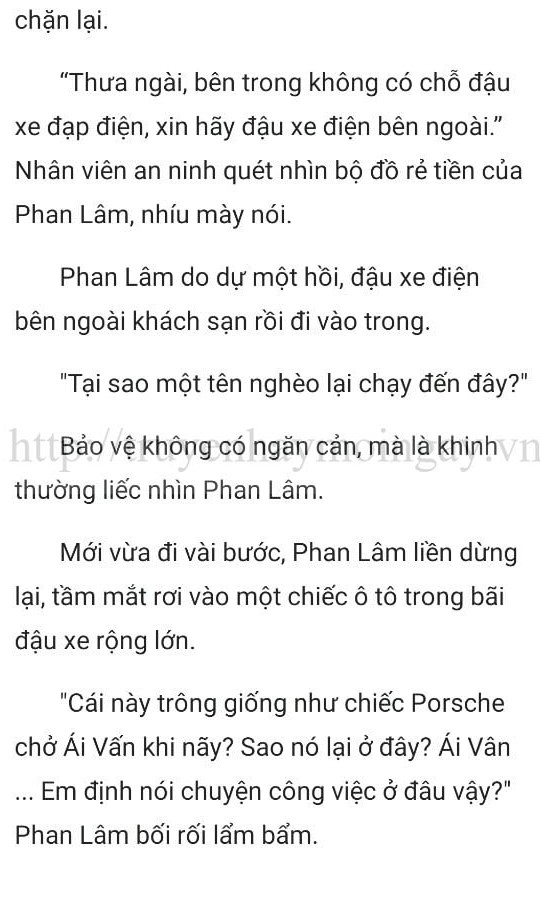 chặn lại.
“Thưa ngài, bên trong không có chỗ đậu
xe đạp điện, xin hãy đậu xe điện bên ngoài.”
Nhân viên an ninh quét nhìn bộ đồ rẻ tiền của
Phan Lâm, nhíu mày nói.
Phan Lâm do dự một hồi, đậu xe điện
bên ngoài khách sạn rồi đi vào trong.
"Tại sao một tên nghèo lại chạy đến đây?"
http://truyenhaymoingay.vn
Bảo vệ không có ngăn cản, mà là khinh
thường liếc nhìn Phan Lâm.
Mới vừa đi vài bước, Phan Lâm liền dừng
lại, tầm mắt rơi vào một chiếc ô tô trong bãi
đậu xe rộng lớn.
"Cái này trông giống như chiếc Porsche
chở Ái Vấn khi nãy? Sao nó lại ở đây? Ái Vân
... Em định nói chuyện công việc ở đâu vậy?"
Phan Lâm bối rối lẩm bẩm.